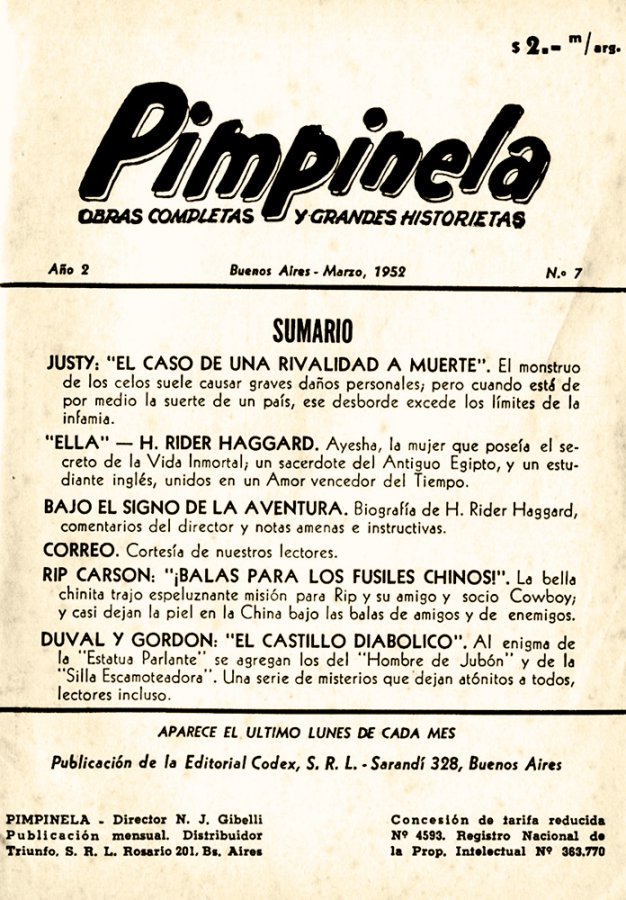 $ 2.- m/arg.
Pimpinela
OBRAS COMPLETAS Y GRANDES HISTORIETAS
Año 2 Buenos Aires - Marzo, 1952 N.o 7
SUMARIO
JUSTY: "EL CASO DE UNA RIVALIDAD A MUERTE". El monstruo
de los celos suele causar graves daños personales; pero cuando está de
por medio la suerte de un país, ese desborde excede los límites de la
infamia.
"ELLA" — H. RIDER HAGGARD. Ayesha, la mujer que poseía el se-
creto de la Vida Inmortal; un sacerdote del Antiguo Egipto, y un estu-
diante inglés, unidos en un Amor vencedor del Tiempo.
BAJO EL SIGNO DE LA AVENTURA. Biografía de H. Rider Haggard,
comentarios del director y notas amenas e instructivas.
CORREO. Cortesía de nuestros lectores.
RIP CARSON: "¡BALAS PARA LOS FUSILES CHINOS!". La bella
chinita trajo espeluznante misión para Rip y su amigo y socio Cowboy;
y casi dejan la piel en la China bajo las balas de amigos y de enemigos.
DUVAL Y GORDON: "EL CASTILLO DIABOLICO". Al enigma de
la "Estatua Parlante" se agregan los del "Hombre de Jubón" y de la
"Silla Escamoteadora". Una serie de misterios que dejan atónitos a todos,
lectores incluso.
APARECE EL ULTIMO LUNES DE CADA MES
Publicación de la Editorial Codex, S. R. L. - Sarandí 328, Buenos Aires
PIMPINELA - Director N. J. Gibelli
Publicación mensual. Distribuidor
Triunfo, S. R. L. Rosario 201, Bs. Aires
Concesión de tarifa reducida
Nº 4593. Registro Nacional de
la Prop. Intelectual Nº 363.770